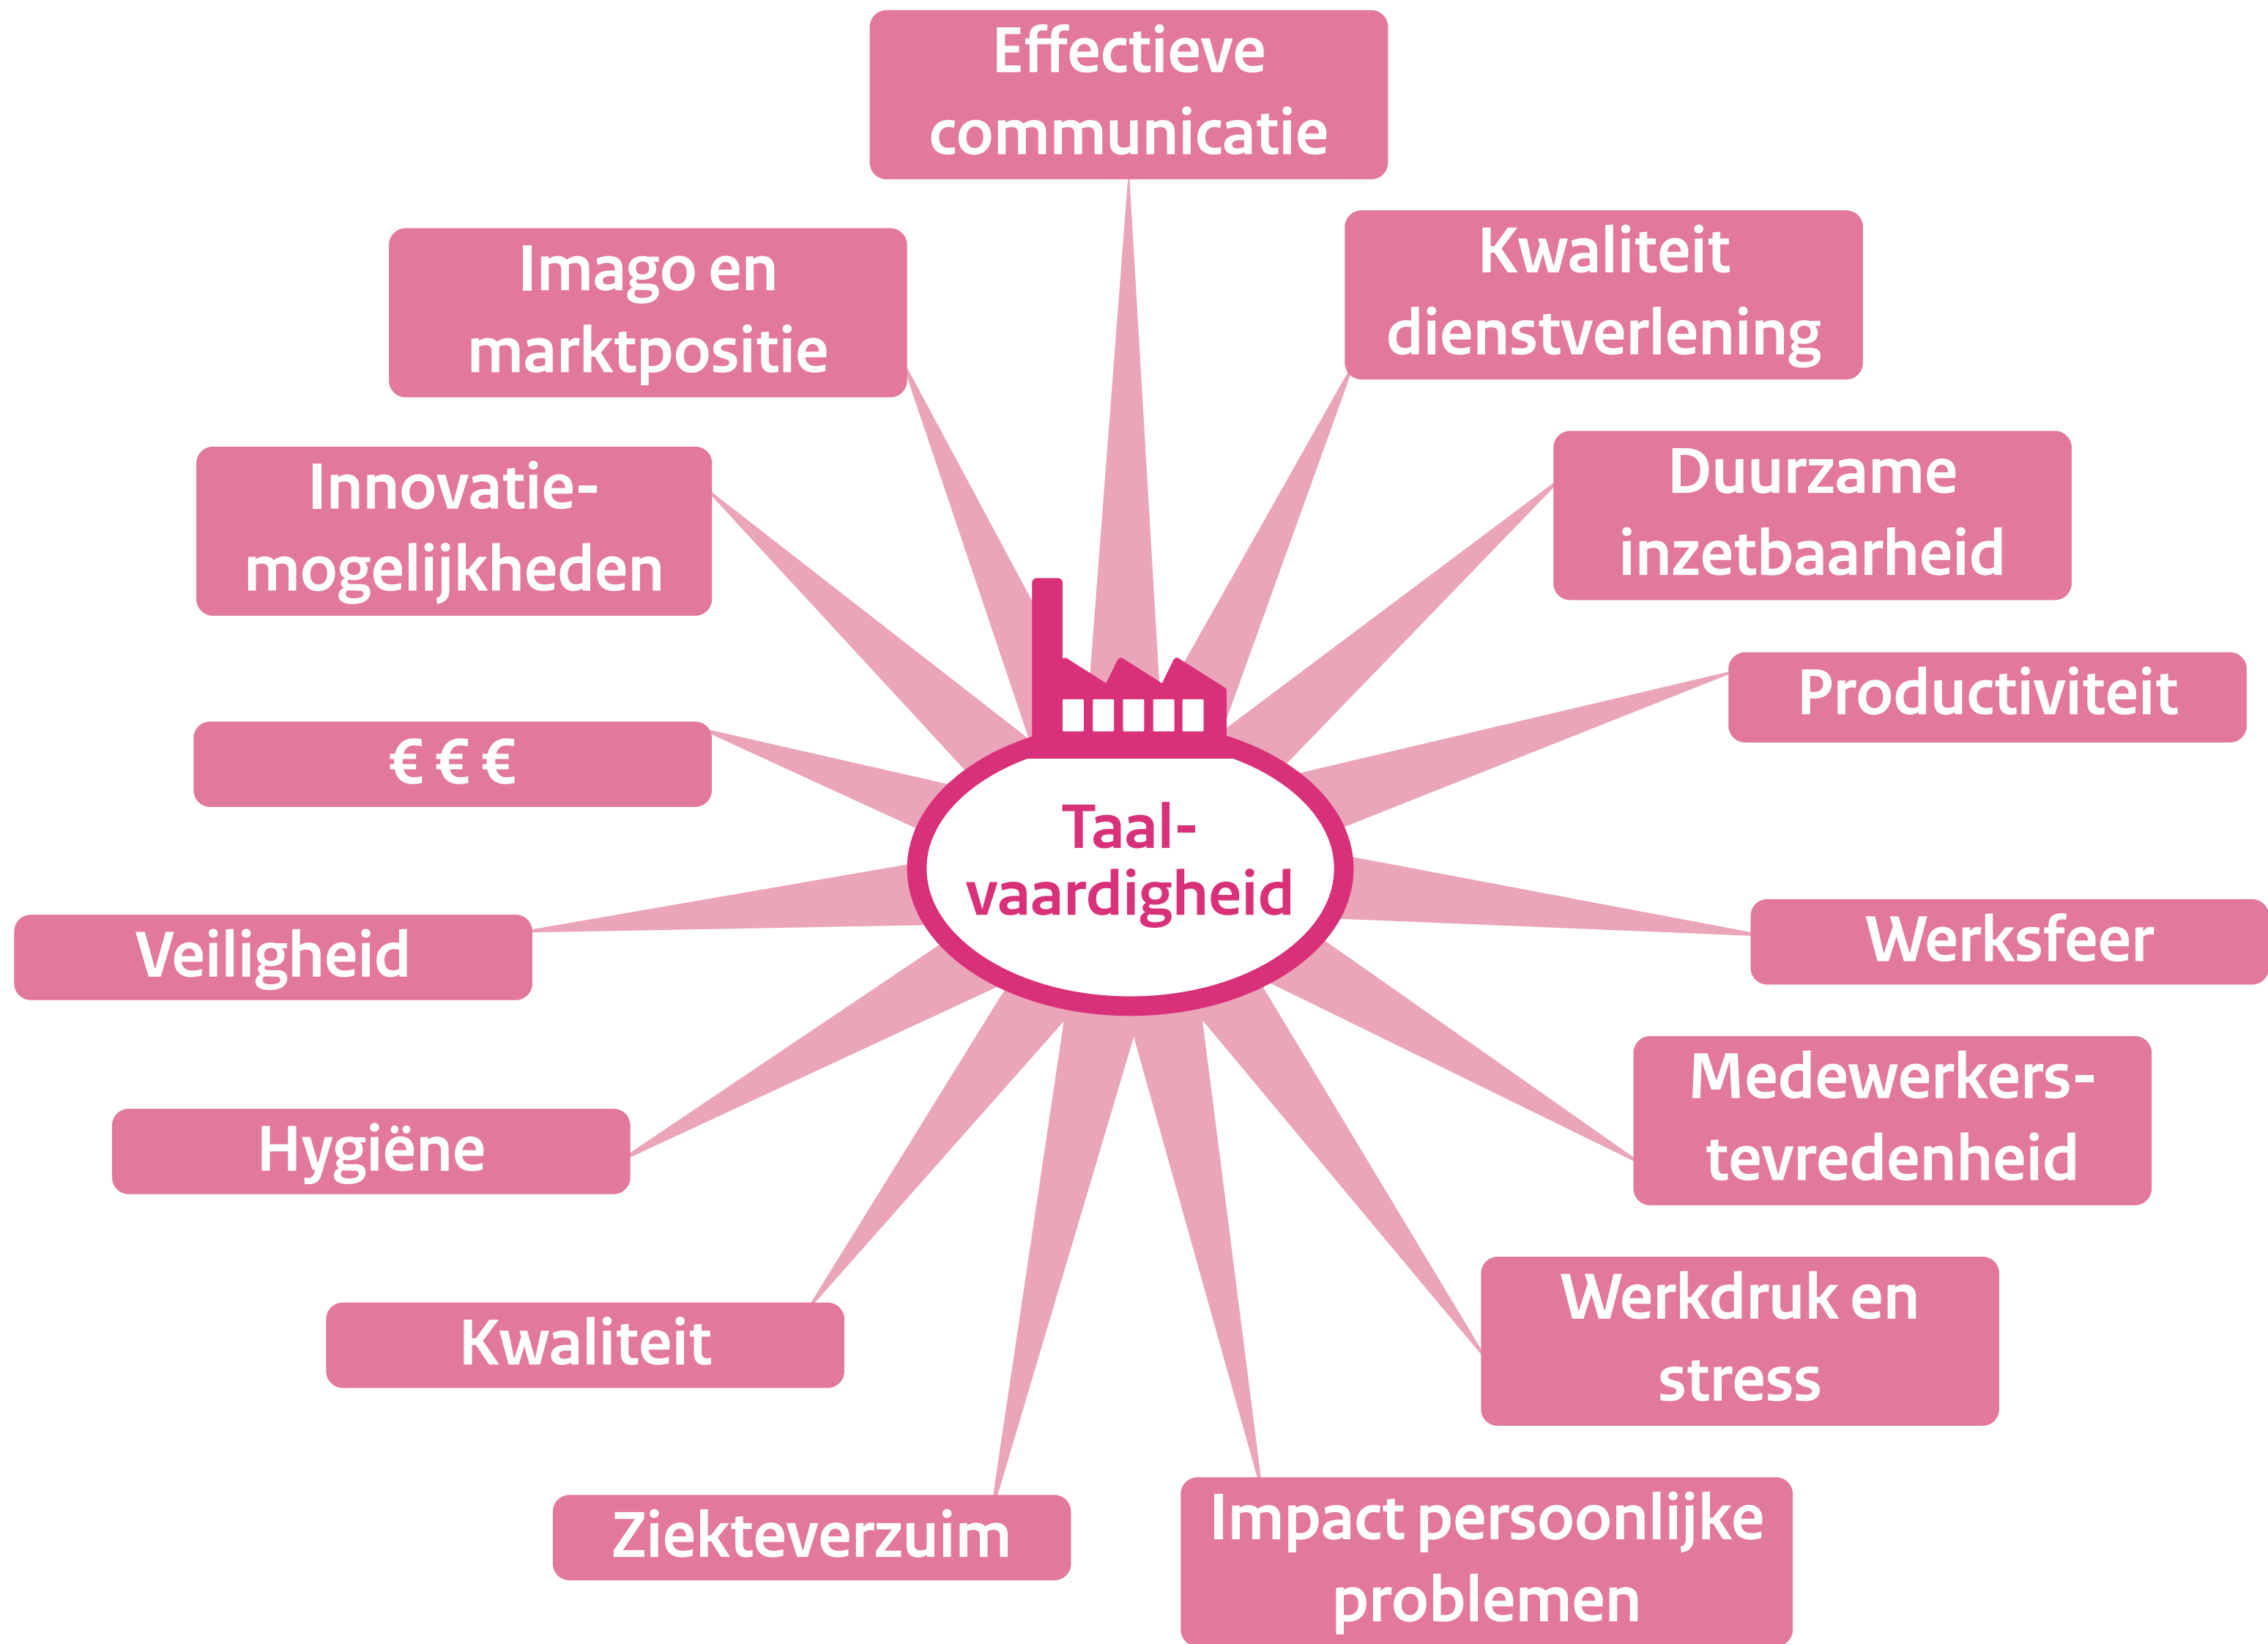 Effectieve
communicatie
Kwaliteit
dienstverlening
Imago en
marktpositie
Duurzame
inzetbaarheid
Innovatie-
mogelijkheden
Productiviteit
€ € €
Taal-
vaardigheid
Werksfeer
Veiligheid
Medewerkers-
tevredenheid
Hygiëne
Werkdruk en
stress
Kwaliteit
Impact persoonlijke
problemen
Ziekteverzuim